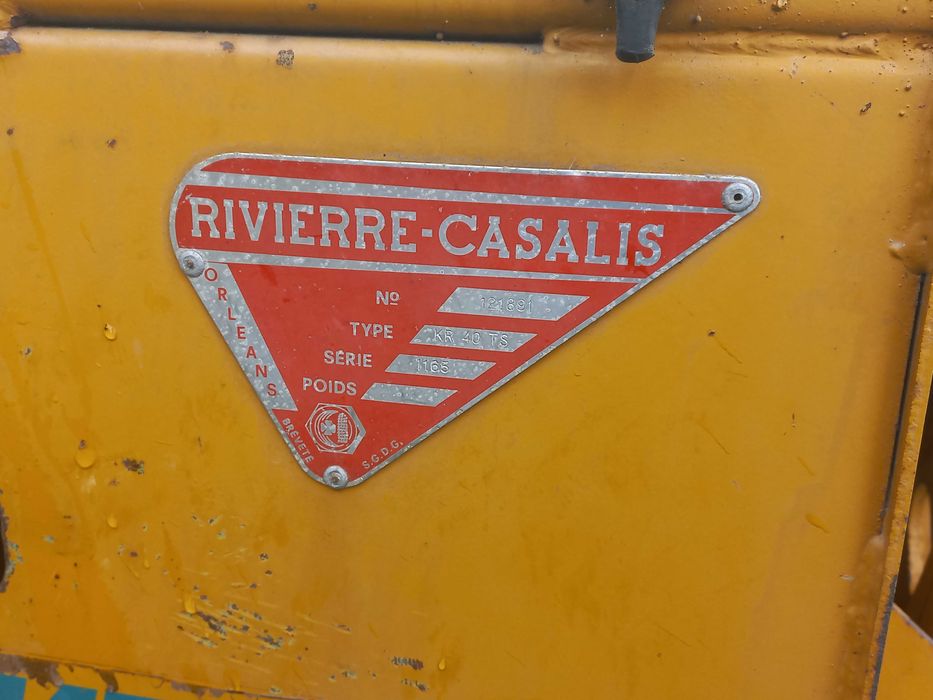 RIVIERRE-CASALIS
ORLEANS
Nº 121891
TYPE KR 40 TS
SÉRIE 1165
POIDS
BREVETÉ S.G.D.G.